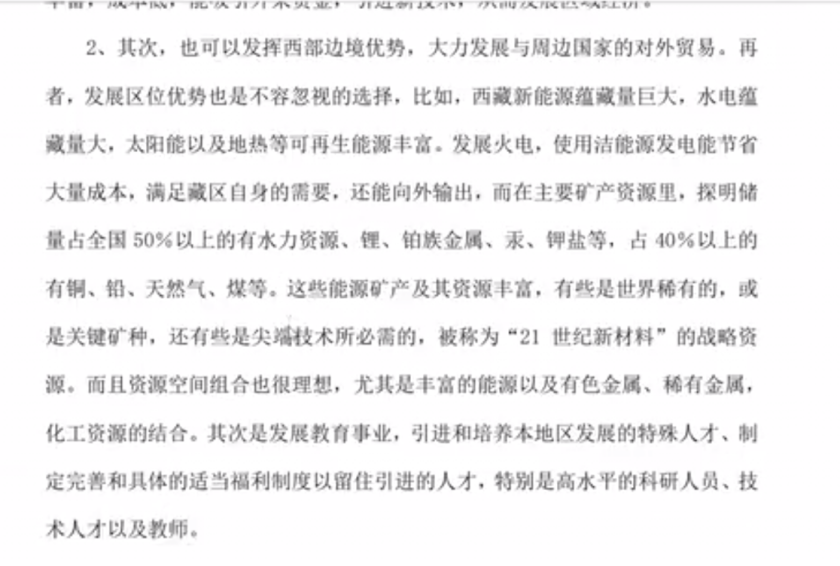 丰富，成本低，能吸引外来资金，引进新技术，从而发展区域经济。
2、其次，也可以发挥西部边境优势，大力发展与周边国家的对外贸易。再
者，发展区位优势也是不容忽视的选择，比如，西藏新能源蕴藏量巨大，水电蕴
藏量大，太阳能以及地热等可再生能源丰富。发展火电，使用洁能源发电能节省
大量成本，满足藏区自身的需要，还能向外输出，而在主要矿产资源里，探明储
量占全国 50%以上的有水力资源、锂、铂族金属、汞、钾盐等，占 40%以上的
有铜、铅、天然气、煤等。这些能源矿产及其资源丰富，有些是世界稀有的，或
是关键矿种，还有些是尖端技术所必需的，被称为“21 世纪新材料”的战略资
源。而且资源空间组合也很理想，尤其是丰富的能源以及有色金属、稀有金属，
化工资源的结合。其次是发展教育事业，引进和培养本地区发展的特殊人才、制
定完善和具体的适当福利制度以留住引进的人才，特别是高水平的科研人员、技
术人才以及教师。